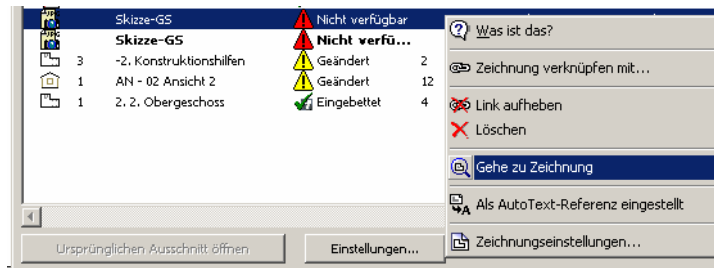 Skizze-GS Nicht verfügbar
Skizze-GS Nicht verfü...
3 -2. Konstruktionshilfen Geändert 2
1 AN - 02 Ansicht 2 Geändert 12
1 2. 2. Obergeschoss Eingebettet 4
Was ist das?
Zeichnung verknüpfen mit...
Link aufheben
Löschen
Gehe zu Zeichnung
Als AutoText-Referenz eingestellt
Zeichnungseinstellungen...
Ursprünglichen Ausschnitt öffnen
Einstellungen...